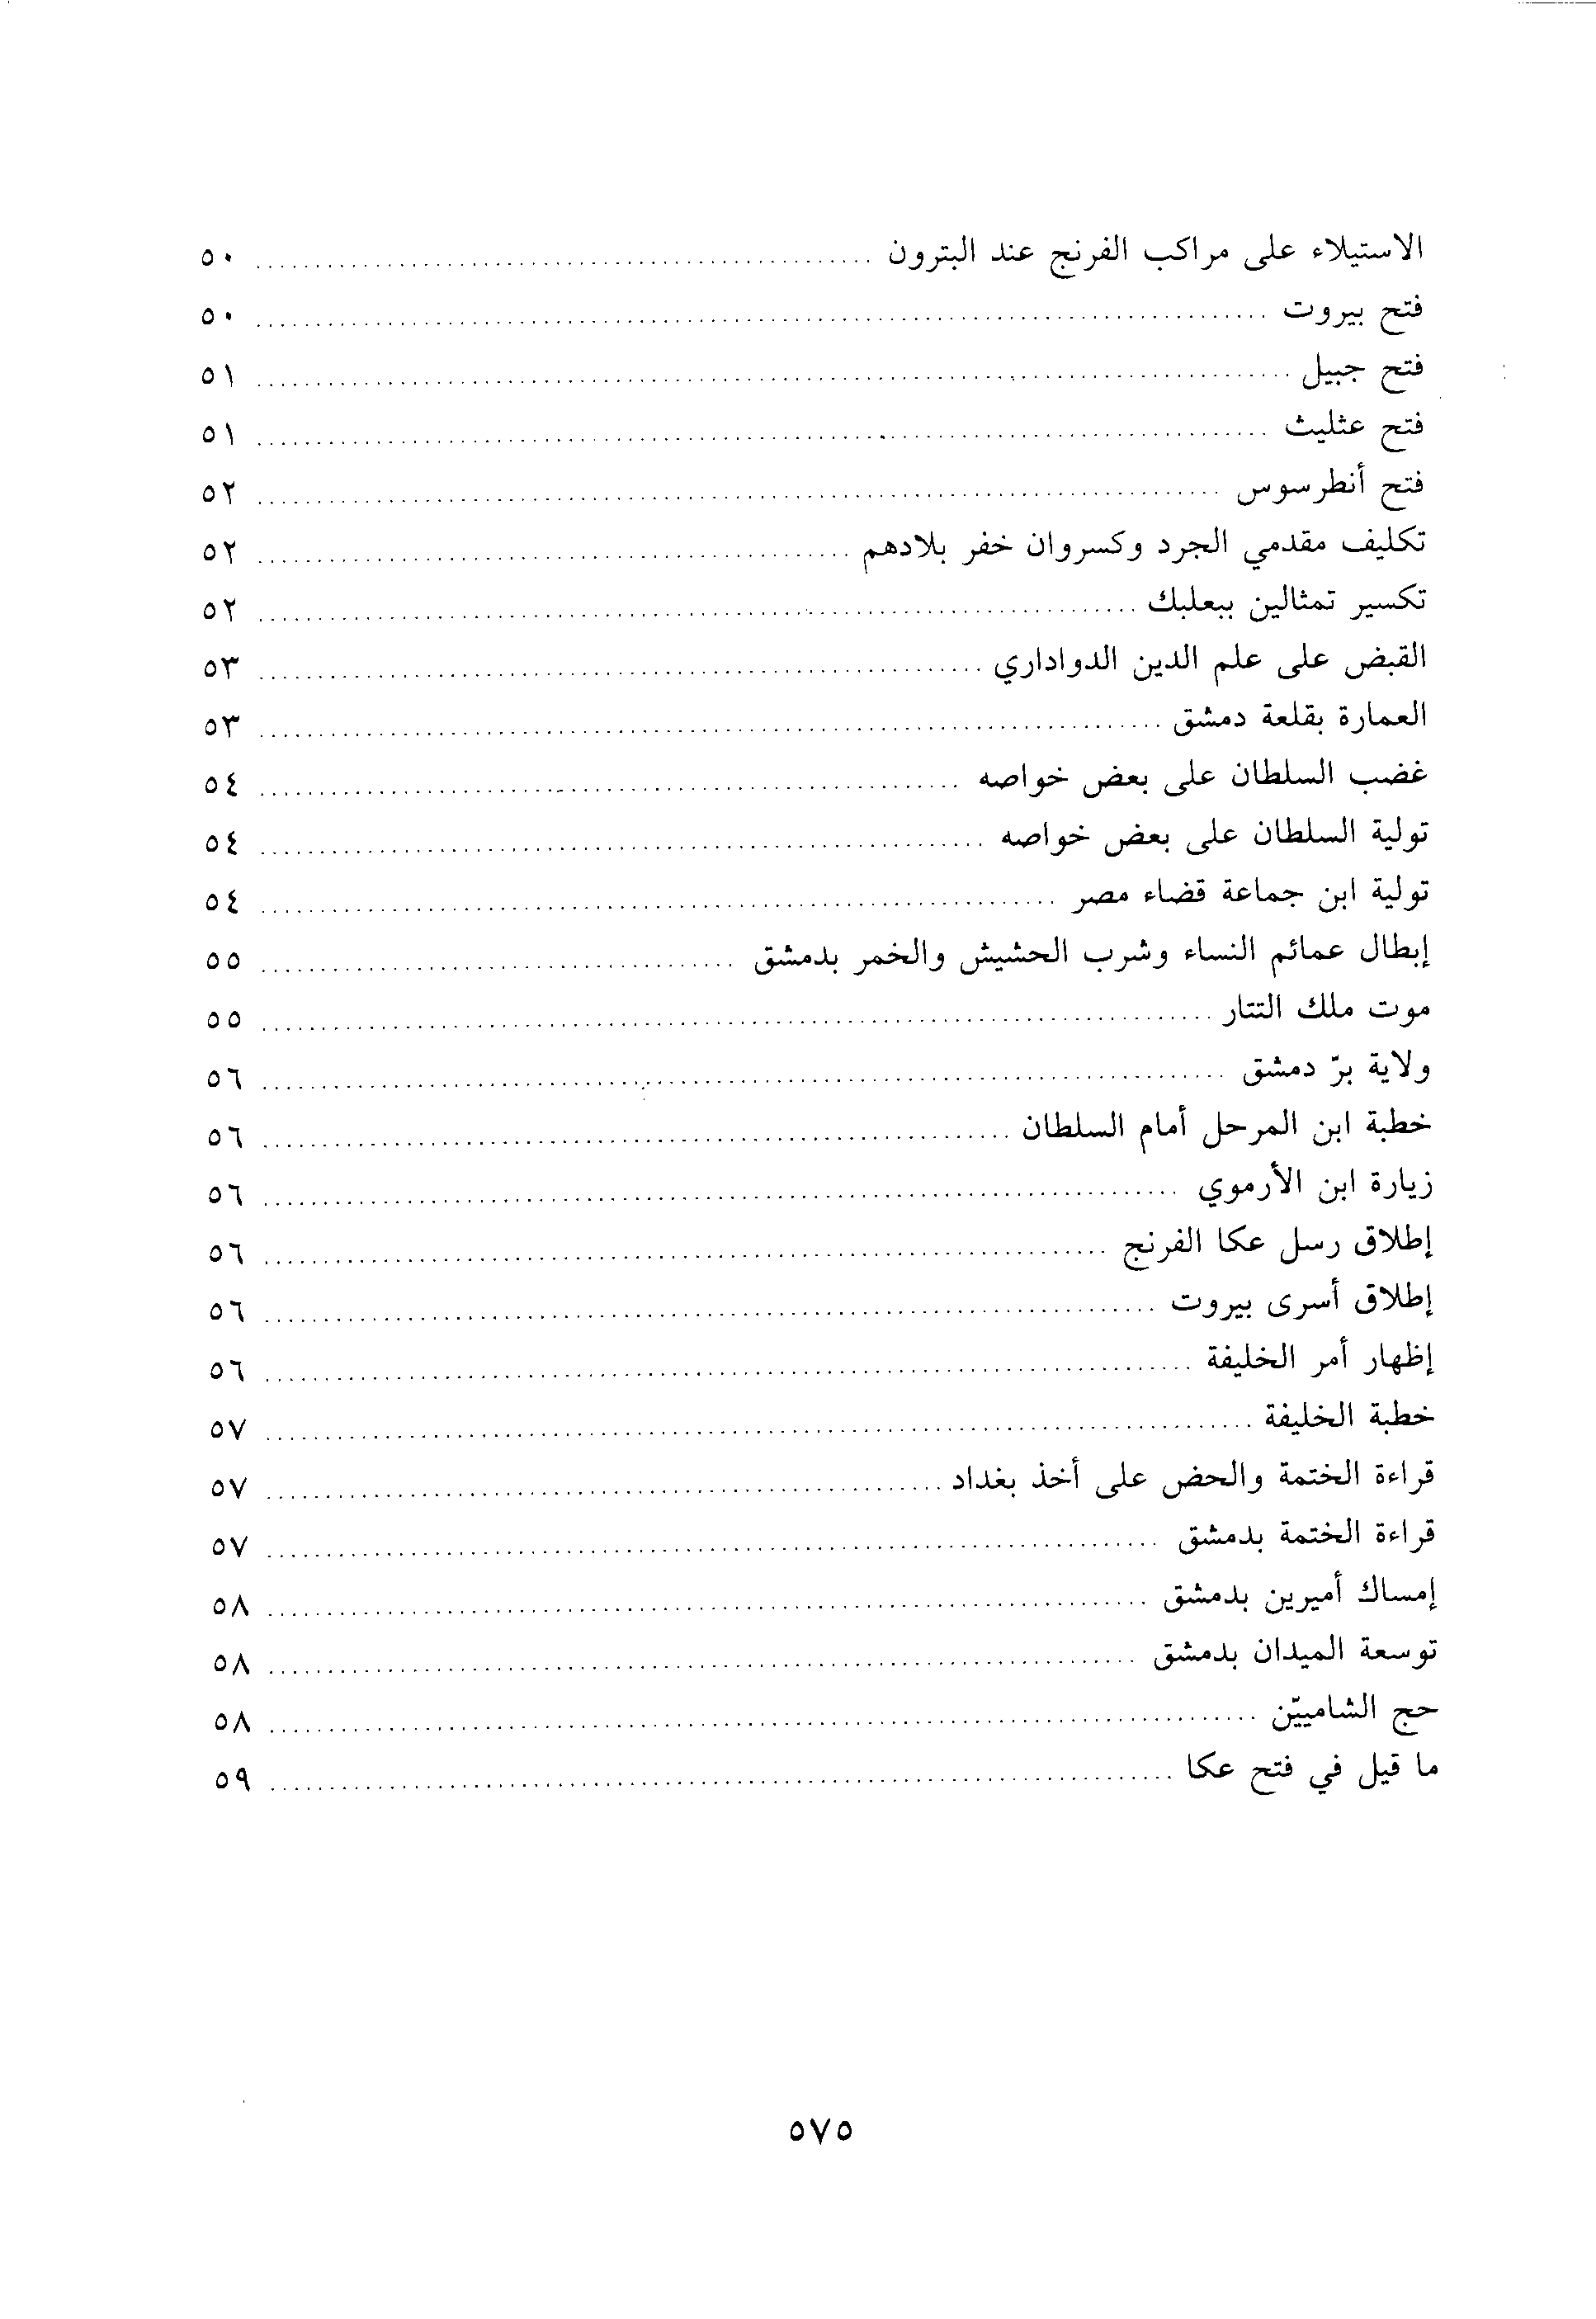 الاستيلاء على مراكب الفرنج عند البترون ٥٠
فتح بيروت ٥٠
فتح جبيل ٥١
فتح عثليث ٥١
فتح أنطرسوس ٥٢
تكليف مقدمي الجرد وكسروان خفر بلادهم ٥٢
تكسير تمثالين ببعلبك ٥٢
القبض على علم الدين الدواداري ٥٣
العمارة بقلعة دمشق ٥٣
غضب السلطان على بعض خواصه ٥٤
تولية السلطان على بعض خواصه ٥٤
تولية ابن جماعة قضاء مصر ٥٤
إبطال عمائم النساء وشرب الحشيش والخمر بدمشق ٥٥
موت ملك التتار ٥٥
ولاية برّ دمشق ٥٦
خطبة ابن المرحل أمام السلطان ٥٦
زيارة ابن الأرموي ٥٦
إطلاق رسل عكا الفرنج ٥٦
إطلاق أسرى بيروت ٥٦
إظهار أمر الخليفة ٥٦
خطبة الخليفة ٥٧
قراءة الختمة والحض على أخذ بغداد ٥٧
قراءة الختمة بدمشق ٥٧
إمساك أميرين بدمشق ٥٨
توسعة الميدان بدمشق ٥٨
حج الشاميّين ٥٨
ما قيل في فتح عكا ٥٩
٥٧٥